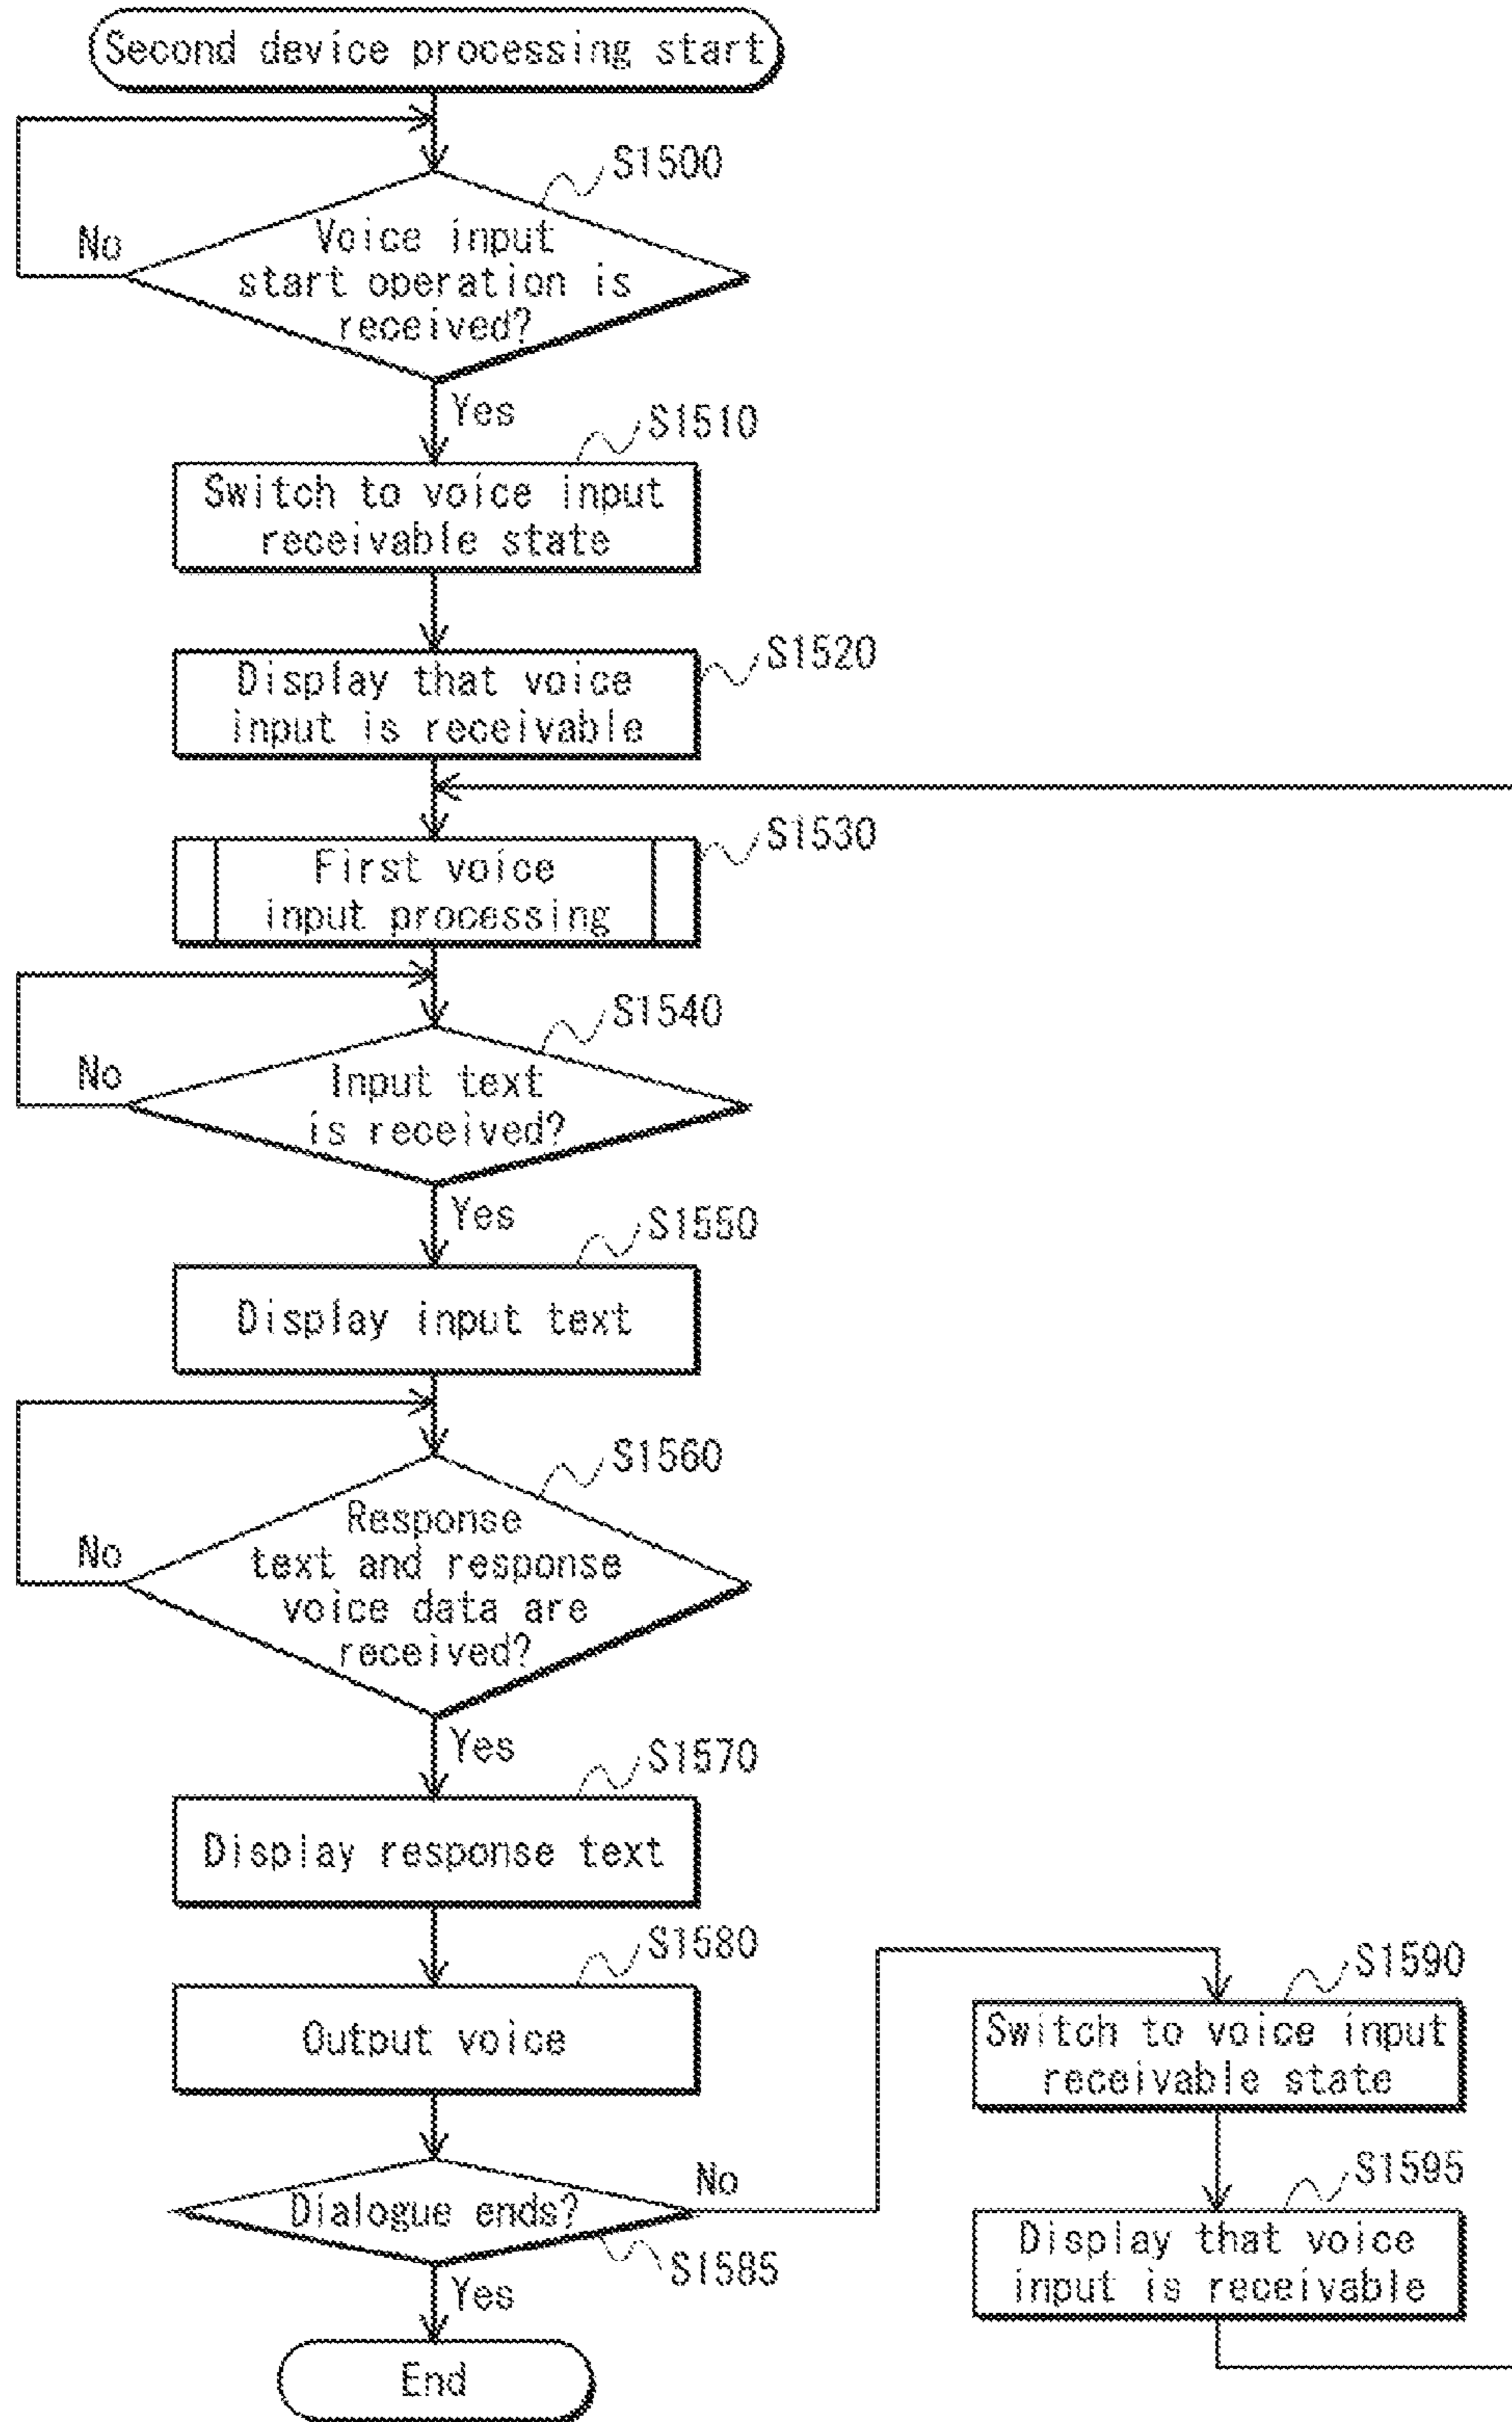 Second device processing start
S1500
No
Voice input
start operation is
received?
Yes
S1510
Switch to voice input
receivable state
S1520
Display that voice
input is receivable
S1530
First voice
input processing
S1540
No
Input text
is received?
Yes
S1550
Display input text
S1560
No
Response
text and response
voice data are
received?
Yes
S1570
Display response text
S1580
Output voice
S1590
Switch to voice input
receivable state
No
Dialogue ends?
S1585
S1595
Display that voice
input is receivable
Yes
End